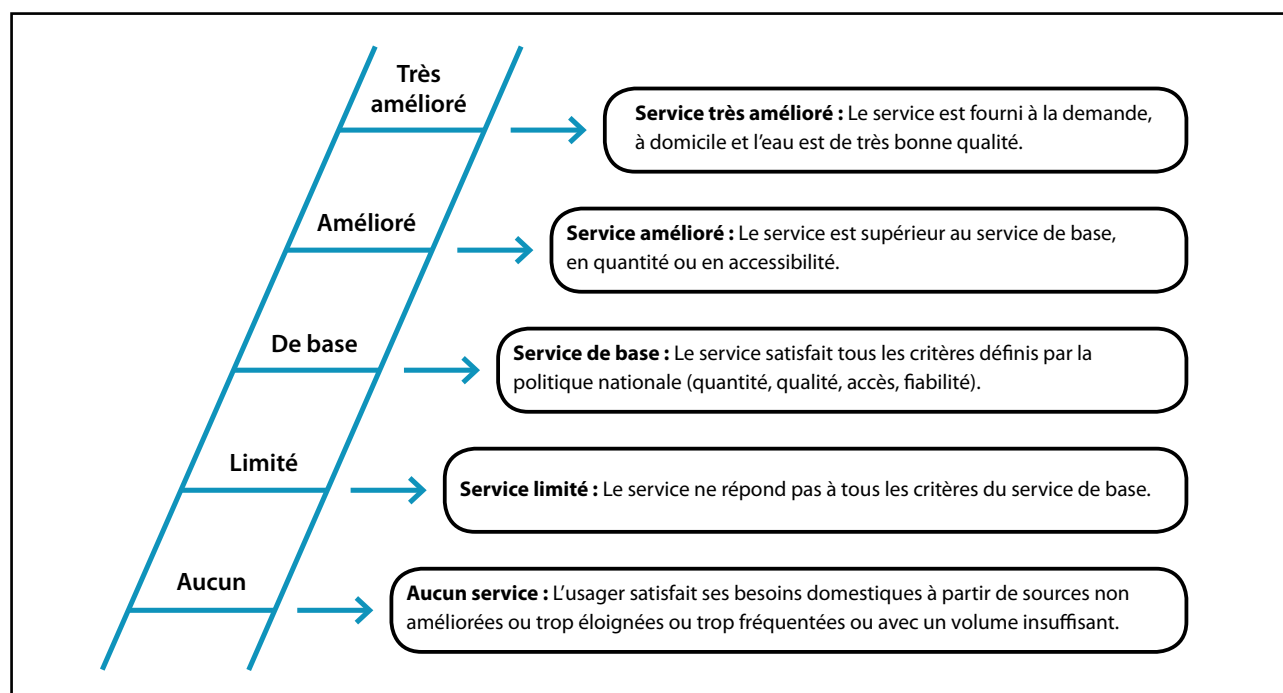 Très
amélioré
Service très amélioré : Le service est fourni à la demande,
à domicile et l’eau est de très bonne qualité.
Amélioré
Service amélioré : Le service est supérieur au service de base,
en quantité ou en accessibilité.
De base
Service de base : Le service satisfait tous les critères définis par la
politique nationale (quantité, qualité, accès, fiabilité).
Limité
Service limité : Le service ne répond pas à tous les critères du service de base.
Aucun
Aucun service : L’usager satisfait ses besoins domestiques à partir de sources non
améliorées ou trop éloignées ou trop fréquentées ou avec un volume insuffisant.